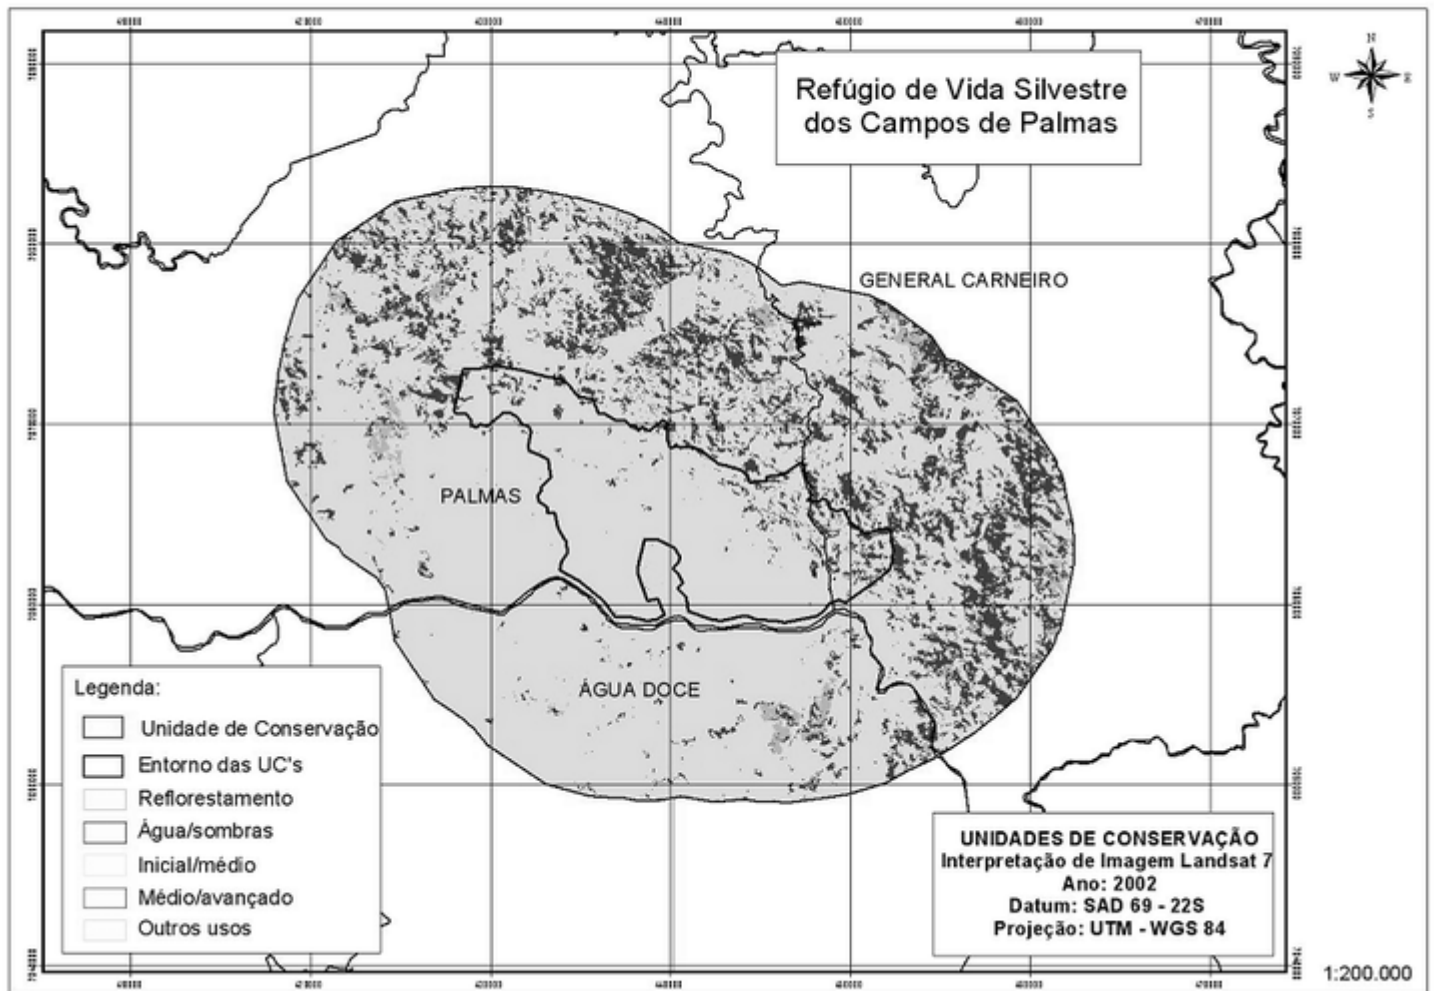 N
W E
S
Refúgio de Vida Silvestre
dos Campos de Palmas
GENERAL CARNEIRO
PALMAS
ÁGUA DOCE
Legenda:
Unidade de Conservação
Entorno das UC's
Reflorestamento
Água/sombras
Inicial/médio
Médio/avançado
Outros usos
UNIDADES DE CONSERVAÇÃO
Interpretação de Imagem Landsat 7
Ano: 2002
Datum: SAD 69 - 22S
Projeção: UTM - WGS 84
1:200.000